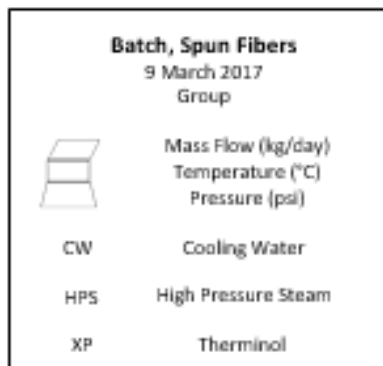 Batch, Spun Fibers
9 March 2017
Group
Mass Flow (kg/day)
Temperature (°C)
Pressure (psi)
CW Cooling Water
HPS High Pressure Steam
XP Therminol